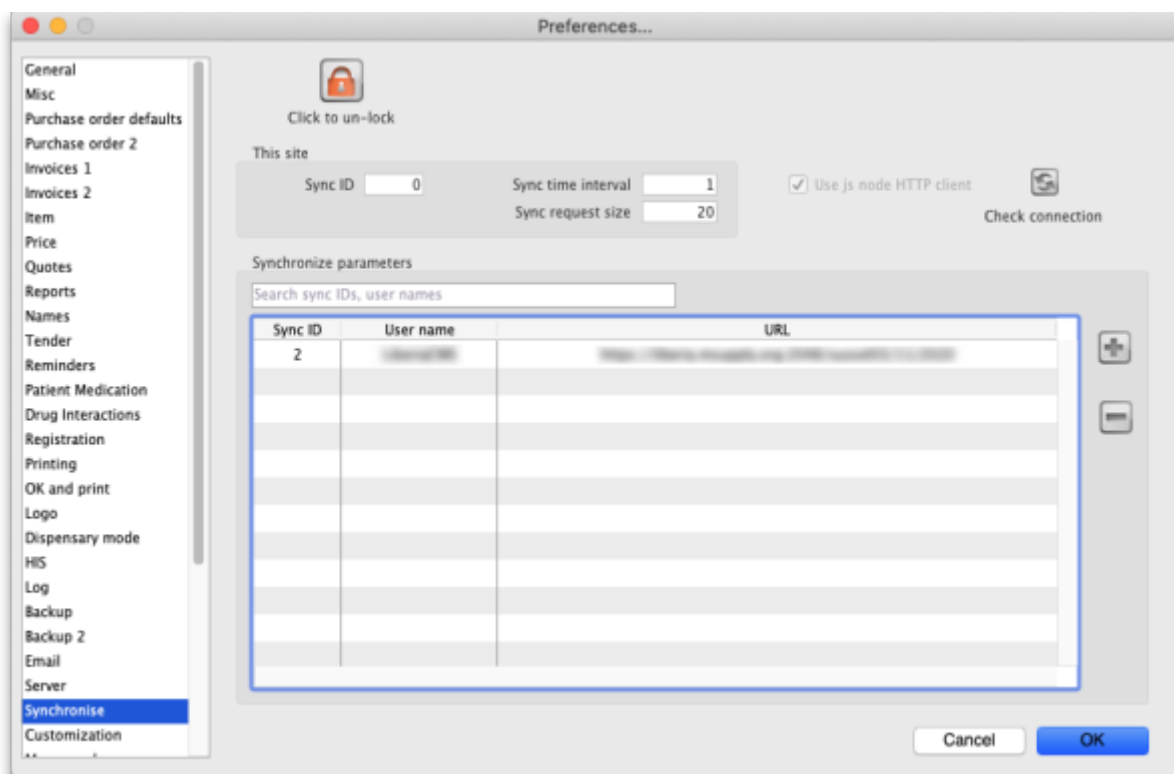 Preferences...
General
Misc
Purchase order defaults
Purchase order 2
Invoices 1
Invoices 2
Item
Price
Quotes
Reports
Names
Tender
Reminders
Patient Medication
Drug Interactions
Registration
Printing
OK and print
Logo
Dispensary mode
HIS
Log
Backup
Backup 2
Email
Server
Synchronise
Customization
Click to un-lock
This site
Sync ID 0 Sync time interval 1
Sync request size 20
Use js node HTTP client
Check connection
Synchronize parameters
Search sync IDs, user names
Sync ID User name URL
2
Cancel OK